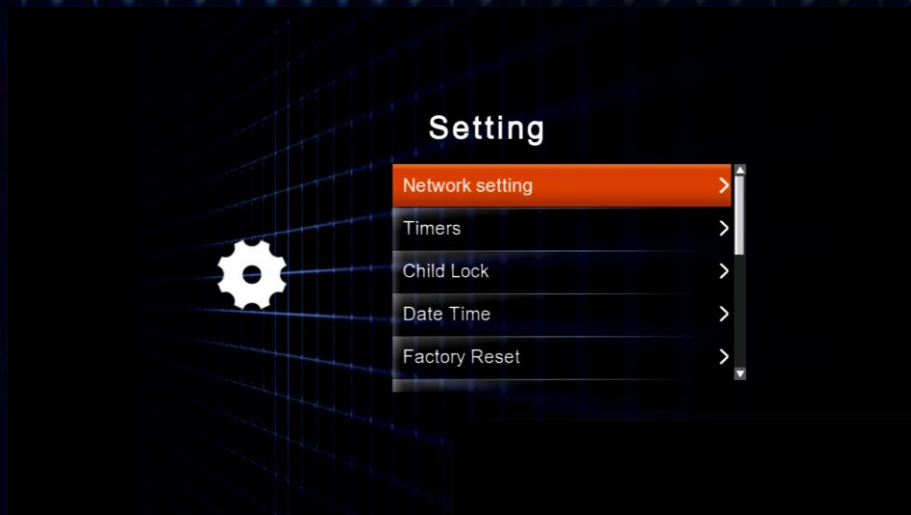 Setting
Network setting
Timers
Child Lock
Date Time
Factory Reset